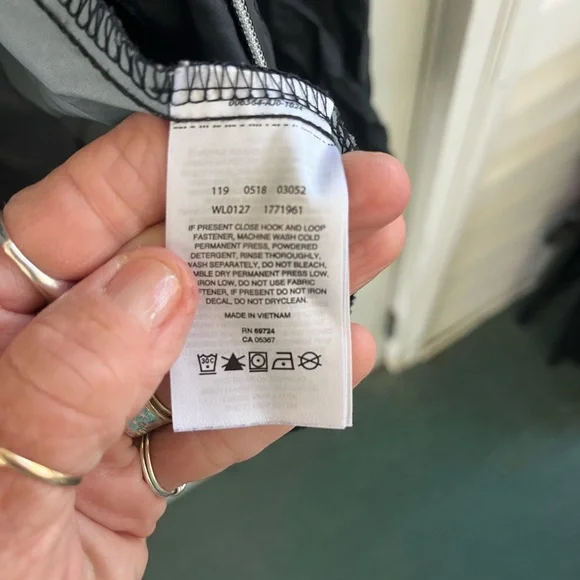 119 0518 03052
WL0127 1771961
IF PRESENT CLOSE HOOK AND LOOP
FASTENER, MACHINE WASH COLD
PERMANENT PRESS, POWDERED
DETERGENT, RINSE THOROUGHLY,
WASH SEPARATELY, DO NOT BLEACH,
MBLE DRY PERMANENT PRESS LOW,
IRON LOW, DO NOT USE FABRIC
FTENER, IF PRESENT DO NOT IRON
DECAL, DO NOT DRYCLEAN.
MADE IN VIETNAM
RN 69724
CA 05367
30C